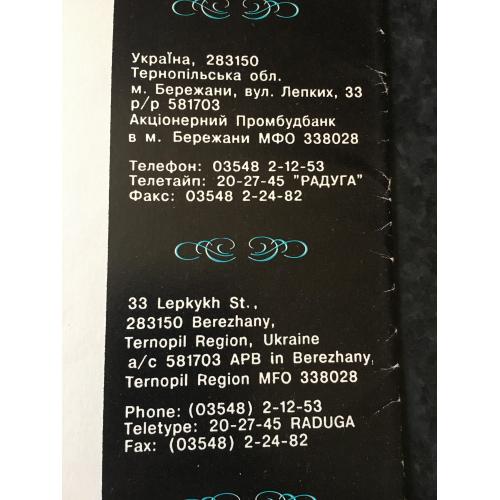 Україна, 283150
Тернопільська обл.
м. Бережани, вул. Лепких, 33
р/р 581703
Акціонерний Промбудбанк
в м. Бережани МФО 338028
Телефон: 03548 2-12-53
Телетайп: 20-27-45 "РАДУГА"
Факс: 03548 2-24-82
33 Lepkykh St.,
283150 Berezhany,
Ternopil Region, Ukraine
a/c 581703 APB in Berezhany,
Ternopil Region MFO 338028
Phone: (03548) 2-12-53
Teletype: 20-27-45 RADUGA
Fax: (03548) 2-24-82